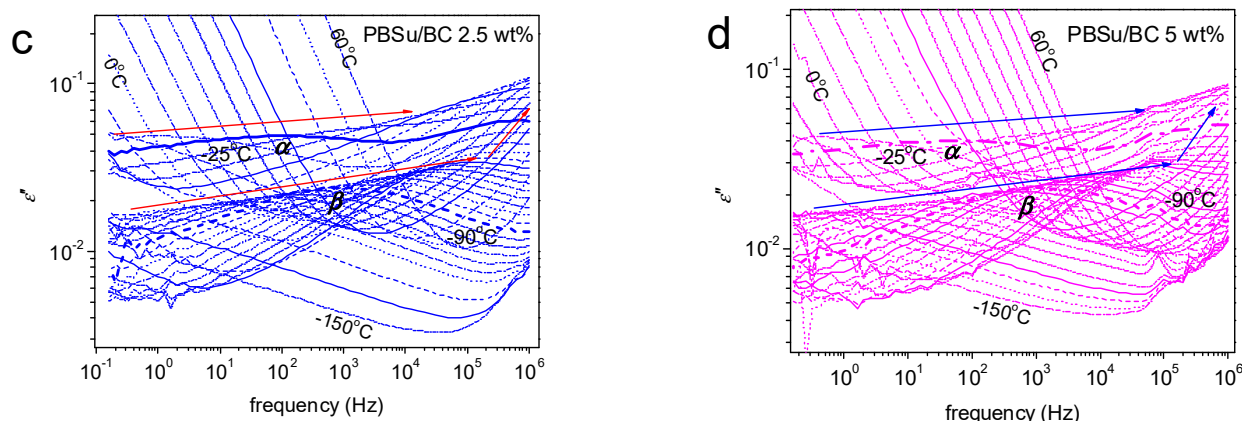 c
PBSu/BC 2.5 wt%
0°C
60°C
10⁻¹
-25°C
α
ε''
β
10⁻²
-90°C
-150°C
10⁻¹ 10⁰ 10¹ 10² 10³ 10⁴ 10⁵ 10⁶
frequency (Hz)
d
PBSu/BC 5 wt%
60°C
0°C
10⁻¹
-25°C
α
ε''
β
-90°C
10⁻²
-150°C
10⁰ 10¹ 10² 10³ 10⁴ 10⁵ 10⁶
frequency (Hz)